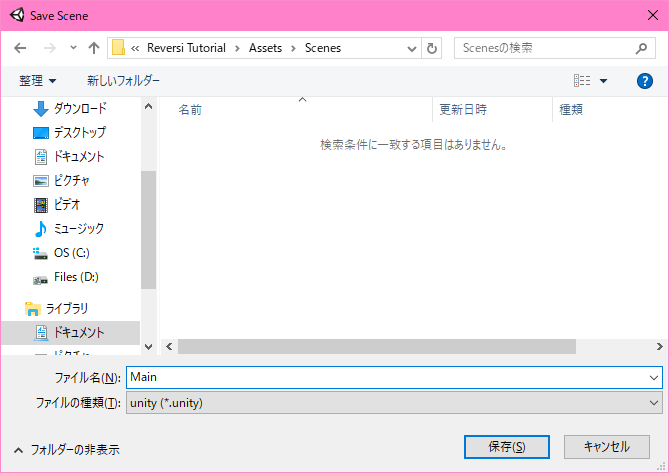 Save Scene
« Reversi Tutorial › Assets › Scenes
Scenesの検索
整理
新しいフォルダー
?
ダウンロード
デスクトップ
ドキュメント
ピクチャ
ビデオ
ミュージック
OS (C:)
Files (D:)
ライブラリ
ドキュメント
ピクチャ
名前
更新日時
種類
検索条件に一致する項目はありません。
ファイル名(N):
Main
ファイルの種類(T):
unity (*.unity)
フォルダーの非表示
保存(S)
キャンセル